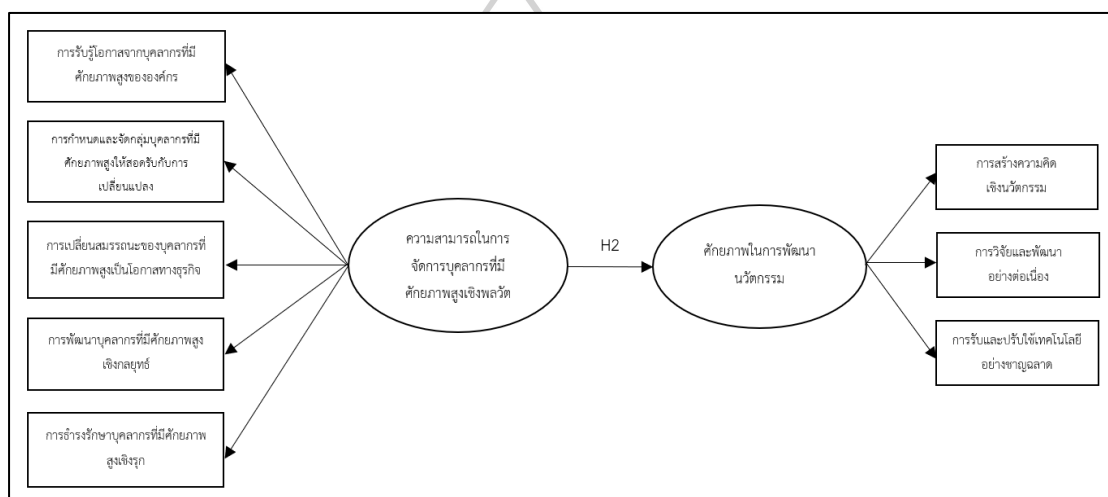 การรับรู้โอกาสจากบุคลากรที่มี
ศักยภาพสูงขององค์กร
การกำหนดและจัดกลุ่มบุคลากรที่มี
ศักยภาพสูงให้สอดรับกับการ
เปลี่ยนแปลง
การเปลี่ยนสมรรถนะของบุคลากรที่
มีศักยภาพสูงเป็นโอกาสทางธุรกิจ
การพัฒนาบุคลากรที่มีศักยภาพสูง
เชิงกลยุทธ์
การธำรงรักษาบุคลากรที่มีศักยภาพ
สูงเชิงรุก
ความสามารถในการ
จัดการบุคลากรที่มี
ศักยภาพสูงเชิงพลวัต
H2
ศักยภาพในการพัฒนา
นวัตกรรม
การสร้างความคิด
เชิงนวัตกรรม
การวิจัยและพัฒนา
อย่างต่อเนื่อง
การรับและปรับใช้เทคโนโลยี
อย่างชาญฉลาด